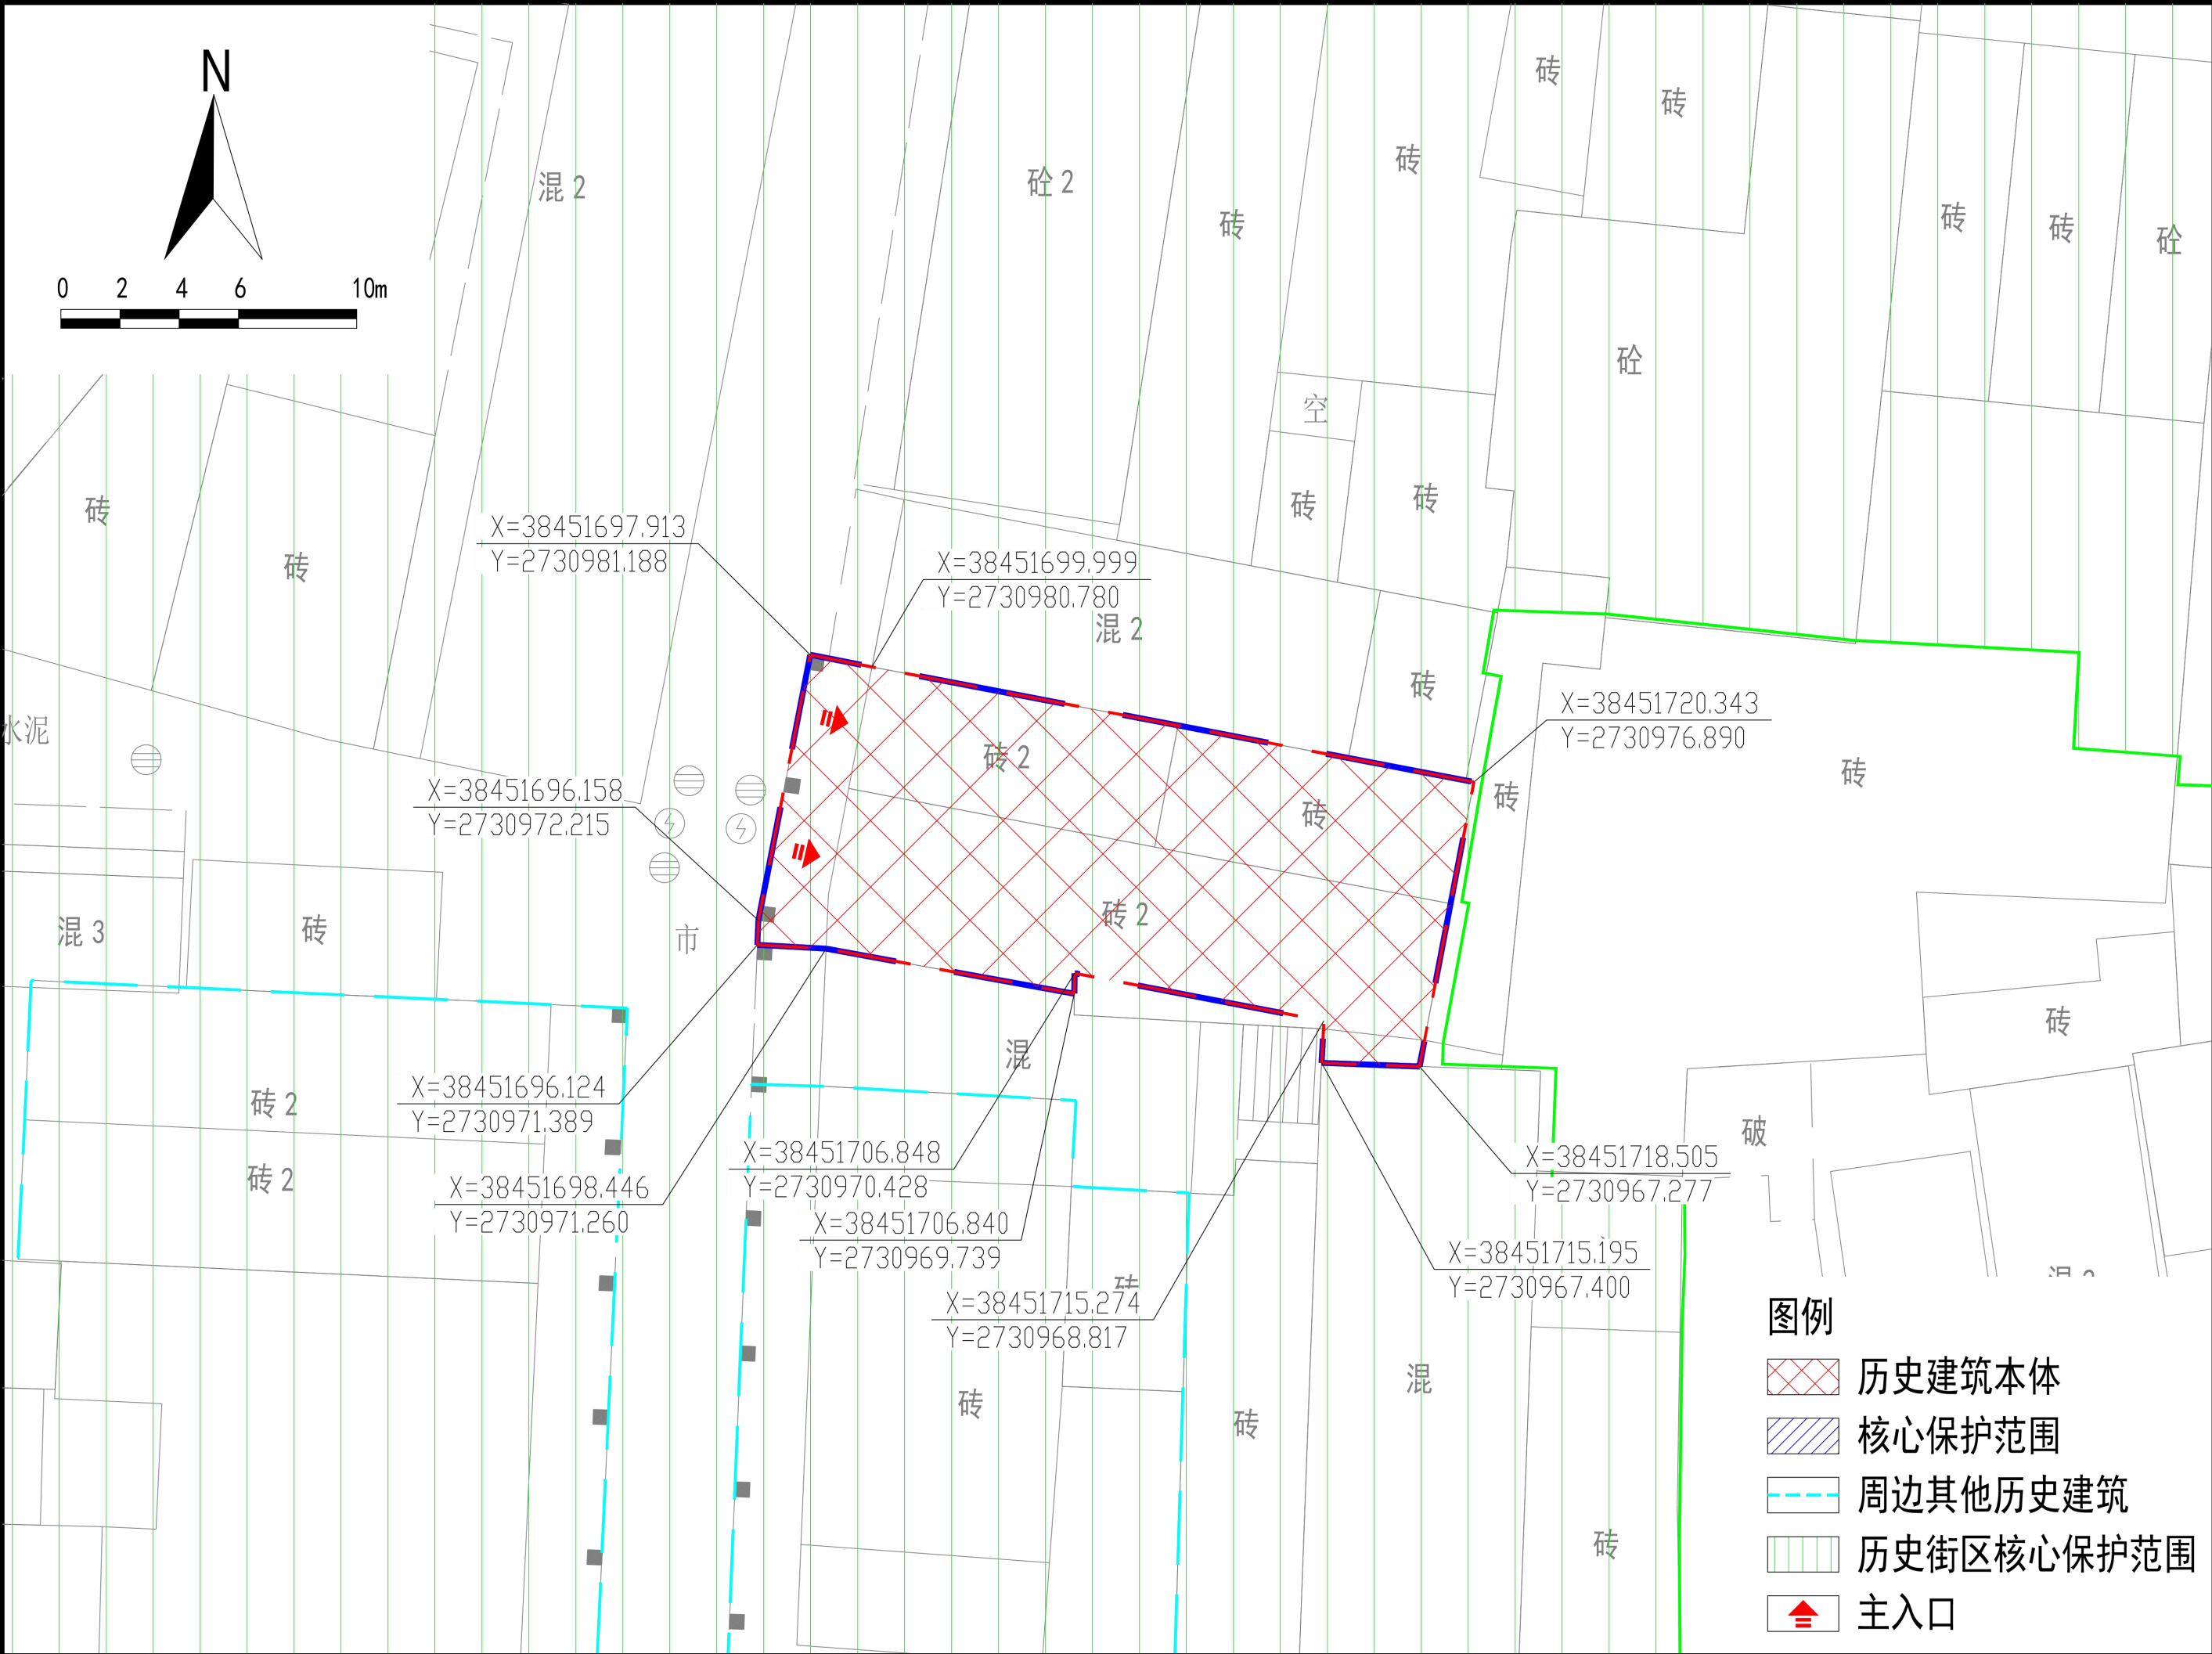 N
0 2 4 6 10m
混 2
砼 2
砖
砖
砖
砖
砖
砖
砼
砼
空
砖
砖
砖
砖
X=38451697.913
Y=2730981.188
X=38451699.999
Y=2730980.780
混 2
砖
X=38451720.343
Y=2730976.890
水泥
砖 2
砖
砖
砖
X=38451696.158
Y=2730972.215
混 3
砖
市
砖 2
砖
混
X=38451696.124
Y=2730971.389
砖 2
砖 2
破
X=38451706.848
Y=2730970.428
X=38451718.505
Y=2730967.277
X=38451698.446
Y=2730971.260
X=38451706.840
Y=2730969.739
X=38451715.195
Y=2730967.400
砖
X=38451715.274
Y=2730968.817
砖
砖
混
砖
图例
历史建筑本体
核心保护范围
周边其他历史建筑
历史街区核心保护范围
主入口